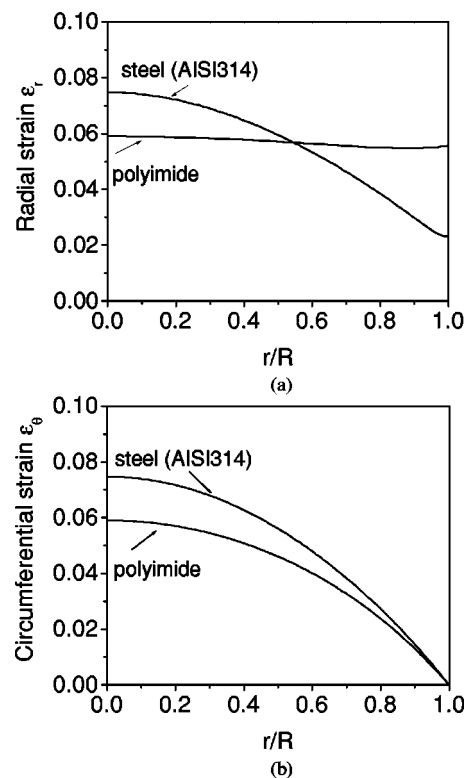 0.10
0.08
0.06
0.04
0.02
0.00
Radial strain εr
steel (AISI314)
polyimide
0.0 0.2 0.4 0.6 0.8 1.0
r/R
(a)
0.10
0.08
0.06
0.04
0.02
0.00
Circumferential strain εθ
steel (AISI314)
polyimide
0.0 0.2 0.4 0.6 0.8 1.0
r/R
(b)